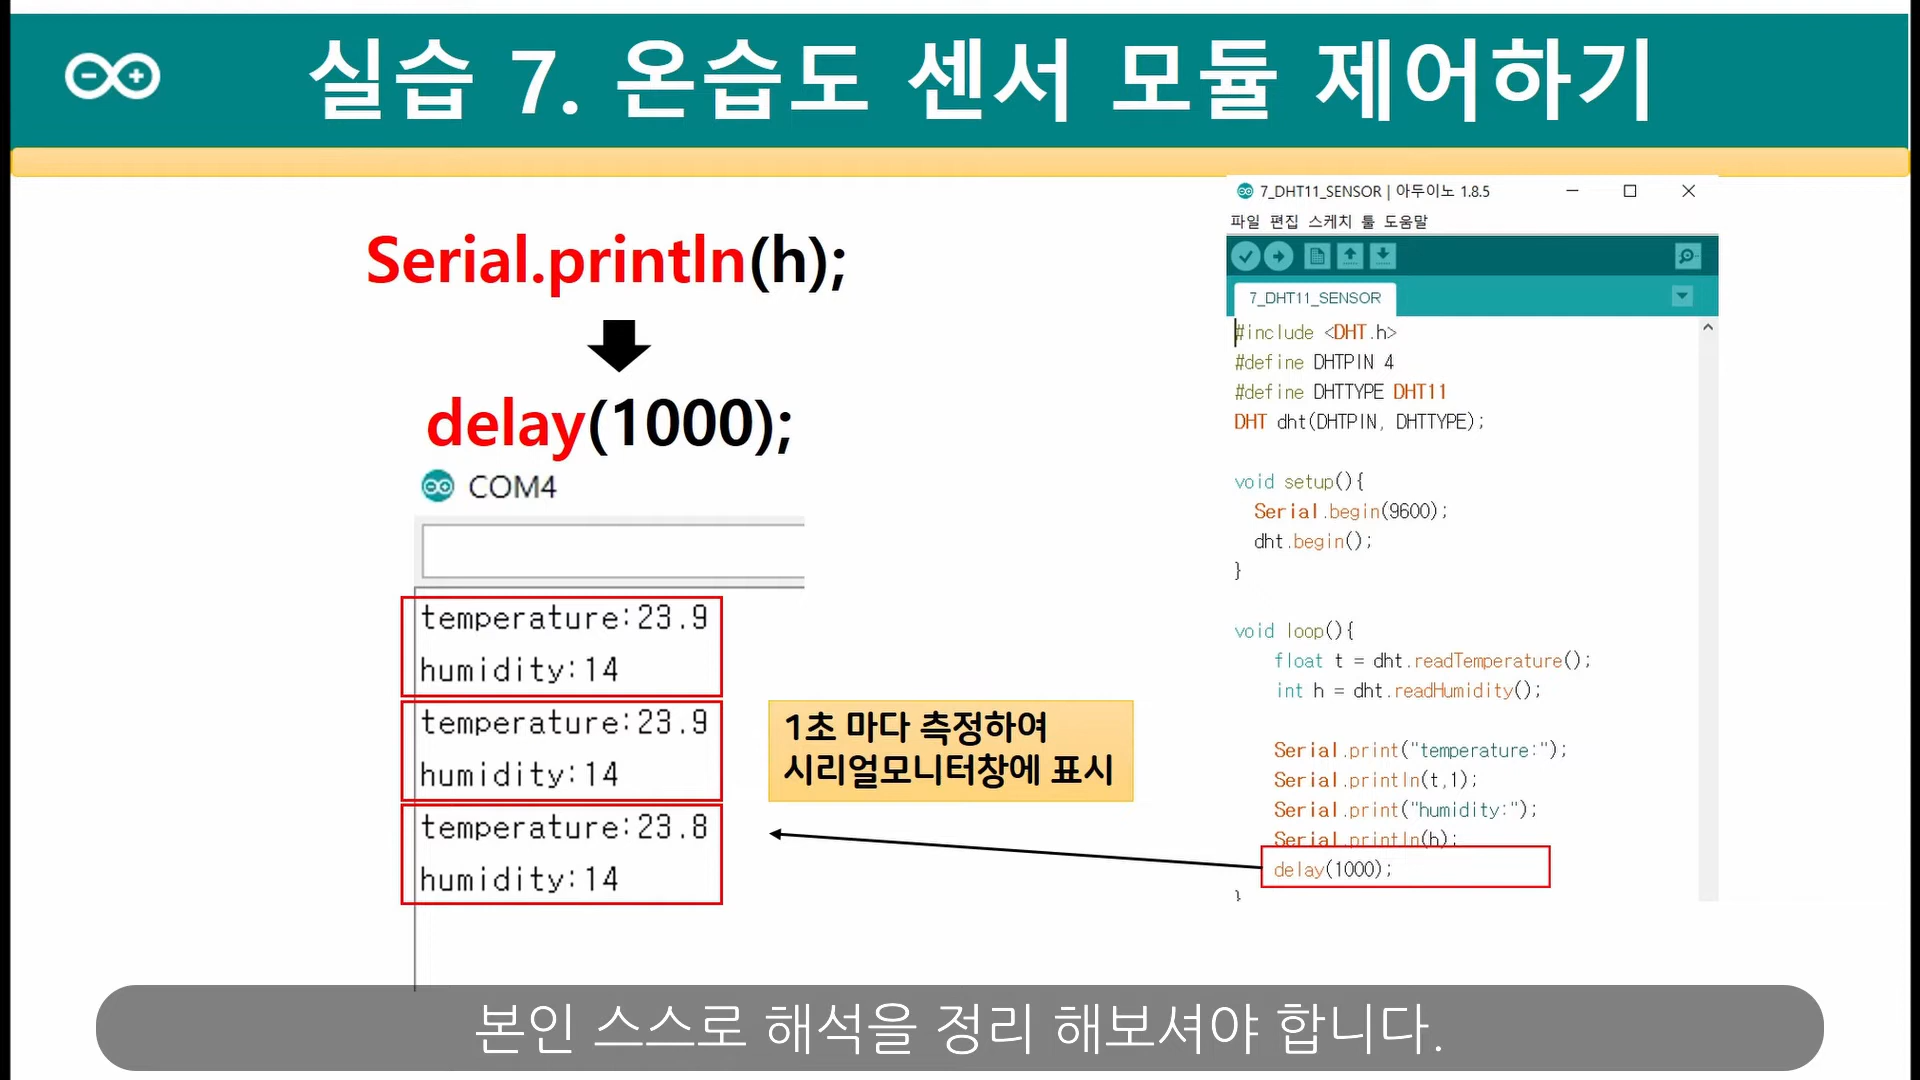 실습 7. 온습도 센서 모듈 제어하기
Serial.println(h);
delay(1000);
COM4
temperature:23.9
humidity:14
temperature:23.9
humidity:14
temperature:23.8
humidity:14
1초 마다 측정하여
시리얼모니터창에 표시
7_DHT11_SENSOR | 아두이노 1.8.5
파일 편집 스케치 툴 도움말
7_DHT11_SENSOR
#include <DHT.h>
#define DHTPIN 4
#define DHTTYPE DHT11
DHT dht(DHTPIN, DHTTYPE);
void setup(){
Serial.begin(9600);
dht.begin();
}
void loop(){
float t = dht.readTemperature();
int h = dht.readHumidity();
Serial.print("temperature:");
Serial.println(t,1);
Serial.print("humidity:");
Serial.println(h);
delay(1000);
}
본인 스스로 해석을 정리 해보셔야 합니다.